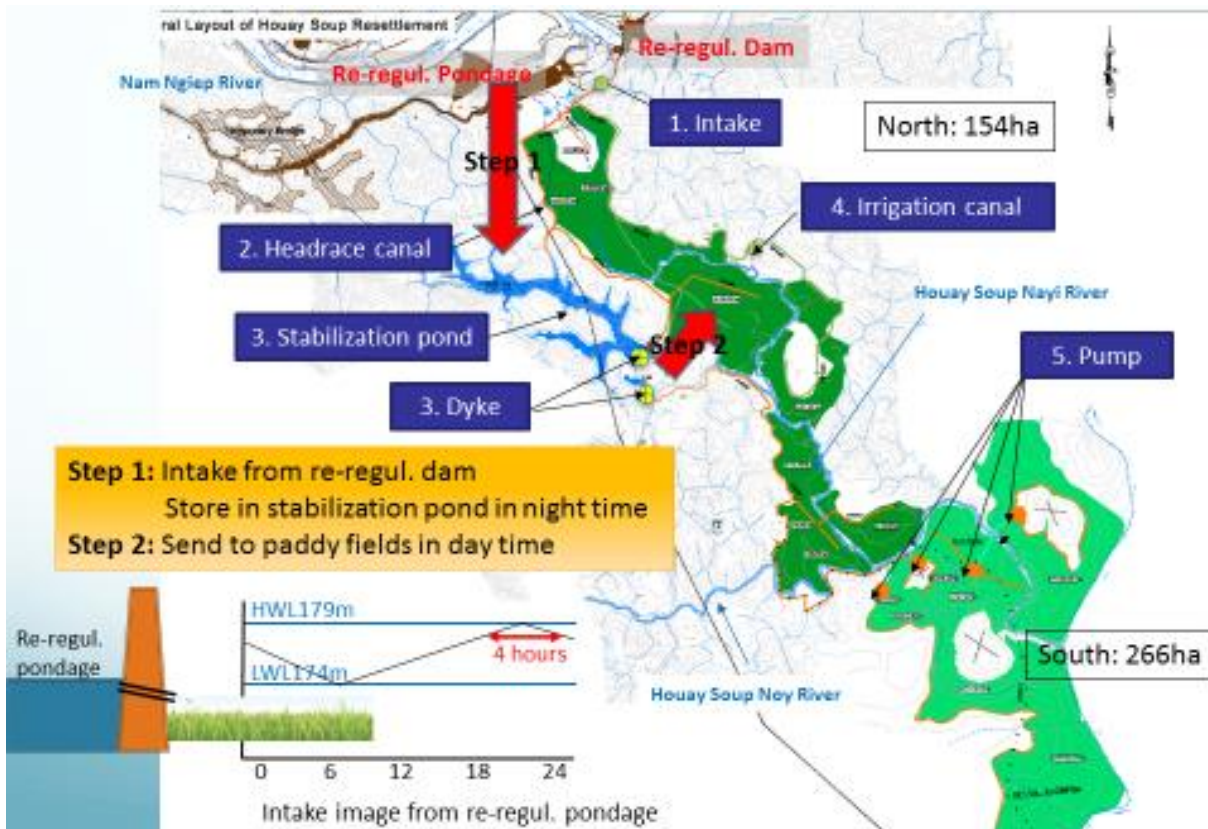 ral Layout of Houay Soup Resettlement
Re-regul. Dam
Re-regul. Pondage
Nam Ngiep River
1. Intake
North: 154ha
Step 1
4. Irrigation canal
2. Headrace canal
Houay Soup Nayi River
3. Stabilization pond
Step 2
5. Pump
3. Dyke
Step 1: Intake from re-regul. dam
Store in stabilization pond in night time
Step 2: Send to paddy fields in day time
HWL179m
Re-regul.
pondage
4 hours
LWL174m
South: 266ha
Houay Soup Noy River
0 6 12 18 24
Intake image from re-regul. pondage